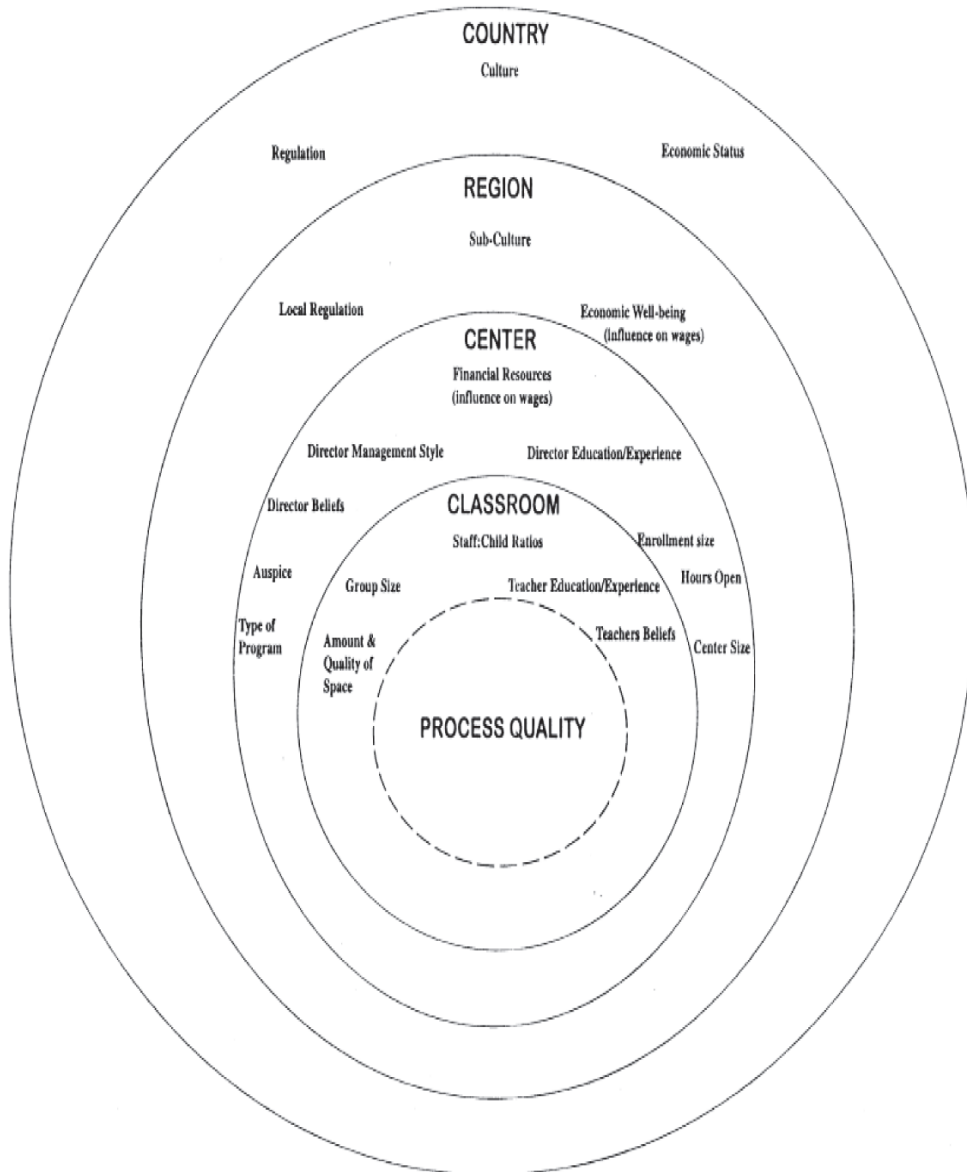 COUNTRY
Culture
Regulation
Economic Status
REGION
Sub-Culture
Local Regulation
Economic Well-being
(influence on wages)
CENTER
Financial Resources
(influence on wages)
Director Management Style
Director Education/Experience
Director Beliefs
CLASSROOM
Staff:Child Ratios
Enrollment size
Auspice
Group Size
Teacher Education/Experience
Hours Open
Type of
Program
Amount &
Quality of
Space
Teachers Beliefs
Center Size
PROCESS QUALITY